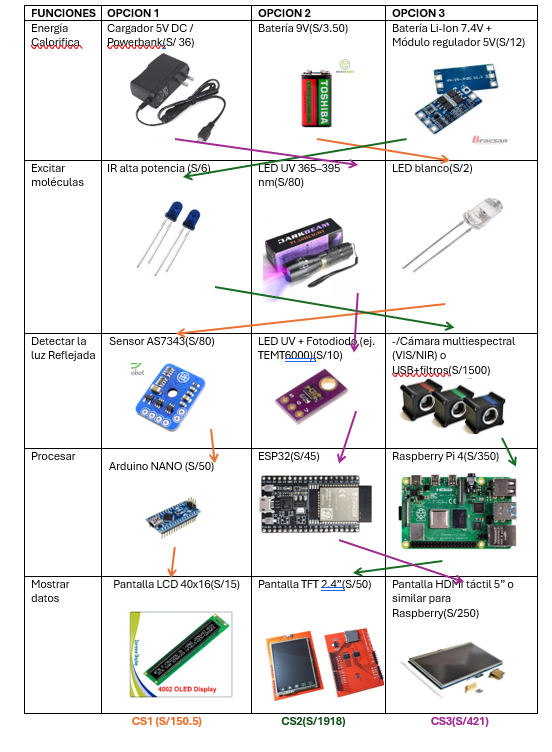 FUNCIONES OPCION 1 OPCION 2 OPCION 3
Energía
Calorifica
Cargador 5V DC /
Powerbank(S/ 36)
Batería 9V(S/3.50)
Batería Li-Ion 7.4V +
Módulo regulador 5V(S/12)
TOSHIBA
Bracsan
Excitar
moléculas
IR alta potencia (S/6)
LED UV 365–395
nm(S/80)
LED blanco(S/2)
DARKBEAM
FLASHLIGHT
Detectar la
luz Reflejada
Sensor AS7343(S/80)
LED UV + Fotodiodo (ej.
TEMT6000)(S/10)
-/Cámara multiespectral
(VIS/NIR) o
USB+filtros(S/1500)
Procesar
Arduino NANO (S/50)
ESP32(S/45)
Raspberry Pi 4(S/350)
Mostrar
datos
Pantalla LCD 40x16(S/15)
Pantalla TFT 2.4”(S/50)
Pantalla HDMI táctil 5” o
similar para
Raspberry(S/250)
4002 OLED Display
CS1 (S/150.5)
CS2(S/1918)
CS3(S/421)